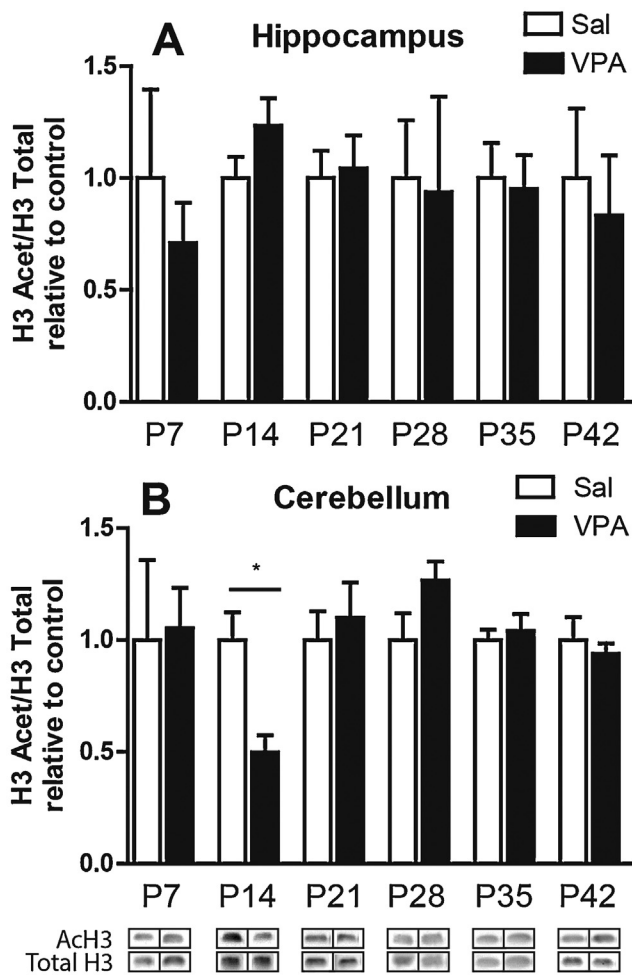 A Hippocampus
Sal
VPA
H3 Acet/H3 Total
relative to control
1.5
1.0
0.5
0.0
P7 P14 P21 P28 P35 P42
B Cerebellum
Sal
VPA
H3 Acet/H3 Total
relative to control
1.5
1.0
0.5
0.0
*
P7 P14 P21 P28 P35 P42
AcH3
Total H3